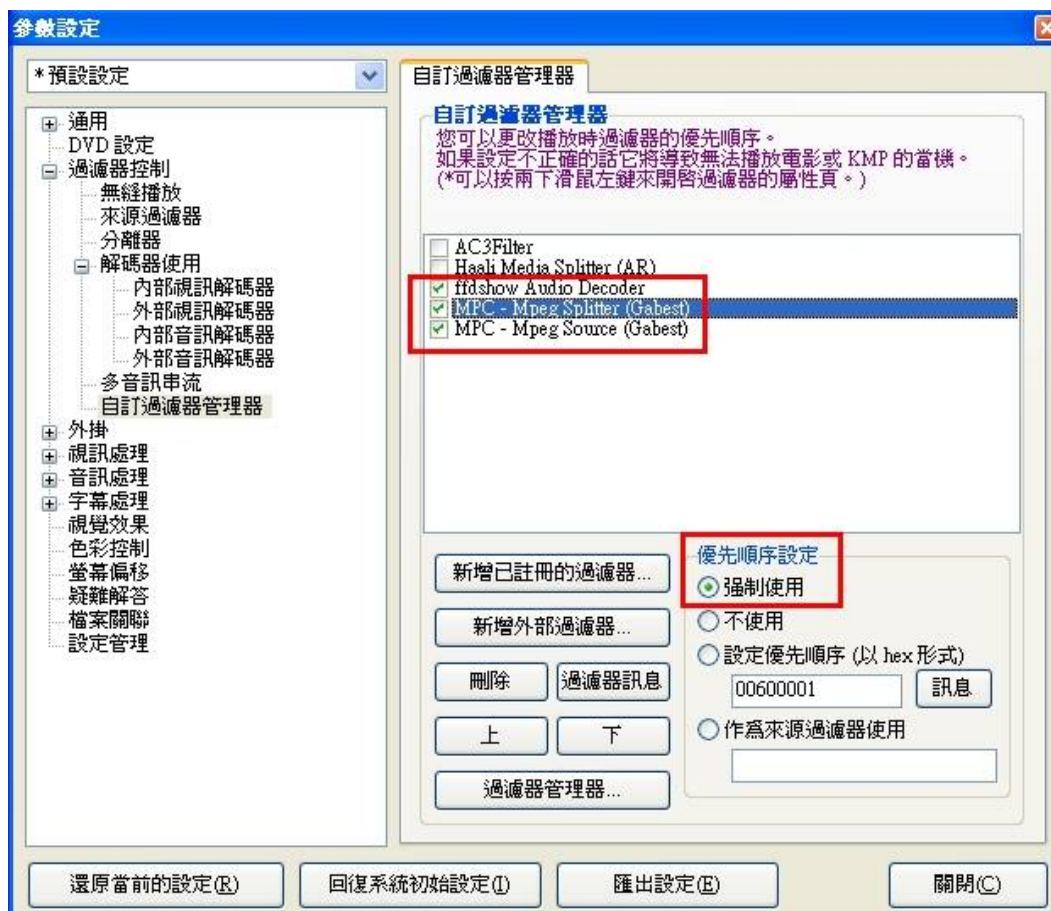 參數設定
*預設設定
通用
DVD 設定
過濾器控制
無縫播放
來源過濾器
分離器
解碼器使用
內部視訊解碼器
外部視訊解碼器
內部音訊解碼器
外部音訊解碼器
多音訊串流
自訂過濾器管理器
外掛
視訊處理
音訊處理
字幕處理
視覺效果
色彩控制
螢幕偏移
疑難解答
檔案關聯
設定管理
自訂過濾器管理器
自訂過濾器管理器
您可以更改播放時過濾器的優先順序。
如果設定不正確的話它將導致無法播放電影或 KMP 的當機。
(*可以按兩下滑鼠左鍵來開啓過濾器的屬性頁。)
AC3Filter
Haali Media Splitter (AR)
ffdshow Audio Decoder
MPC - Mpeg Splitter (Gabest)
MPC - Mpeg Source (Gabest)
新增已註冊的過濾器...
新增外部過濾器...
刪除
過濾器訊息
上
下
過濾器管理器...
優先順序設定
强制使用
不使用
設定優先順序 (以 hex 形式)
00600001
訊息
作爲來源過濾器使用
還原當前的設定(R)
回復系統初始設定(I)
匯出設定(E)
關閉(C)